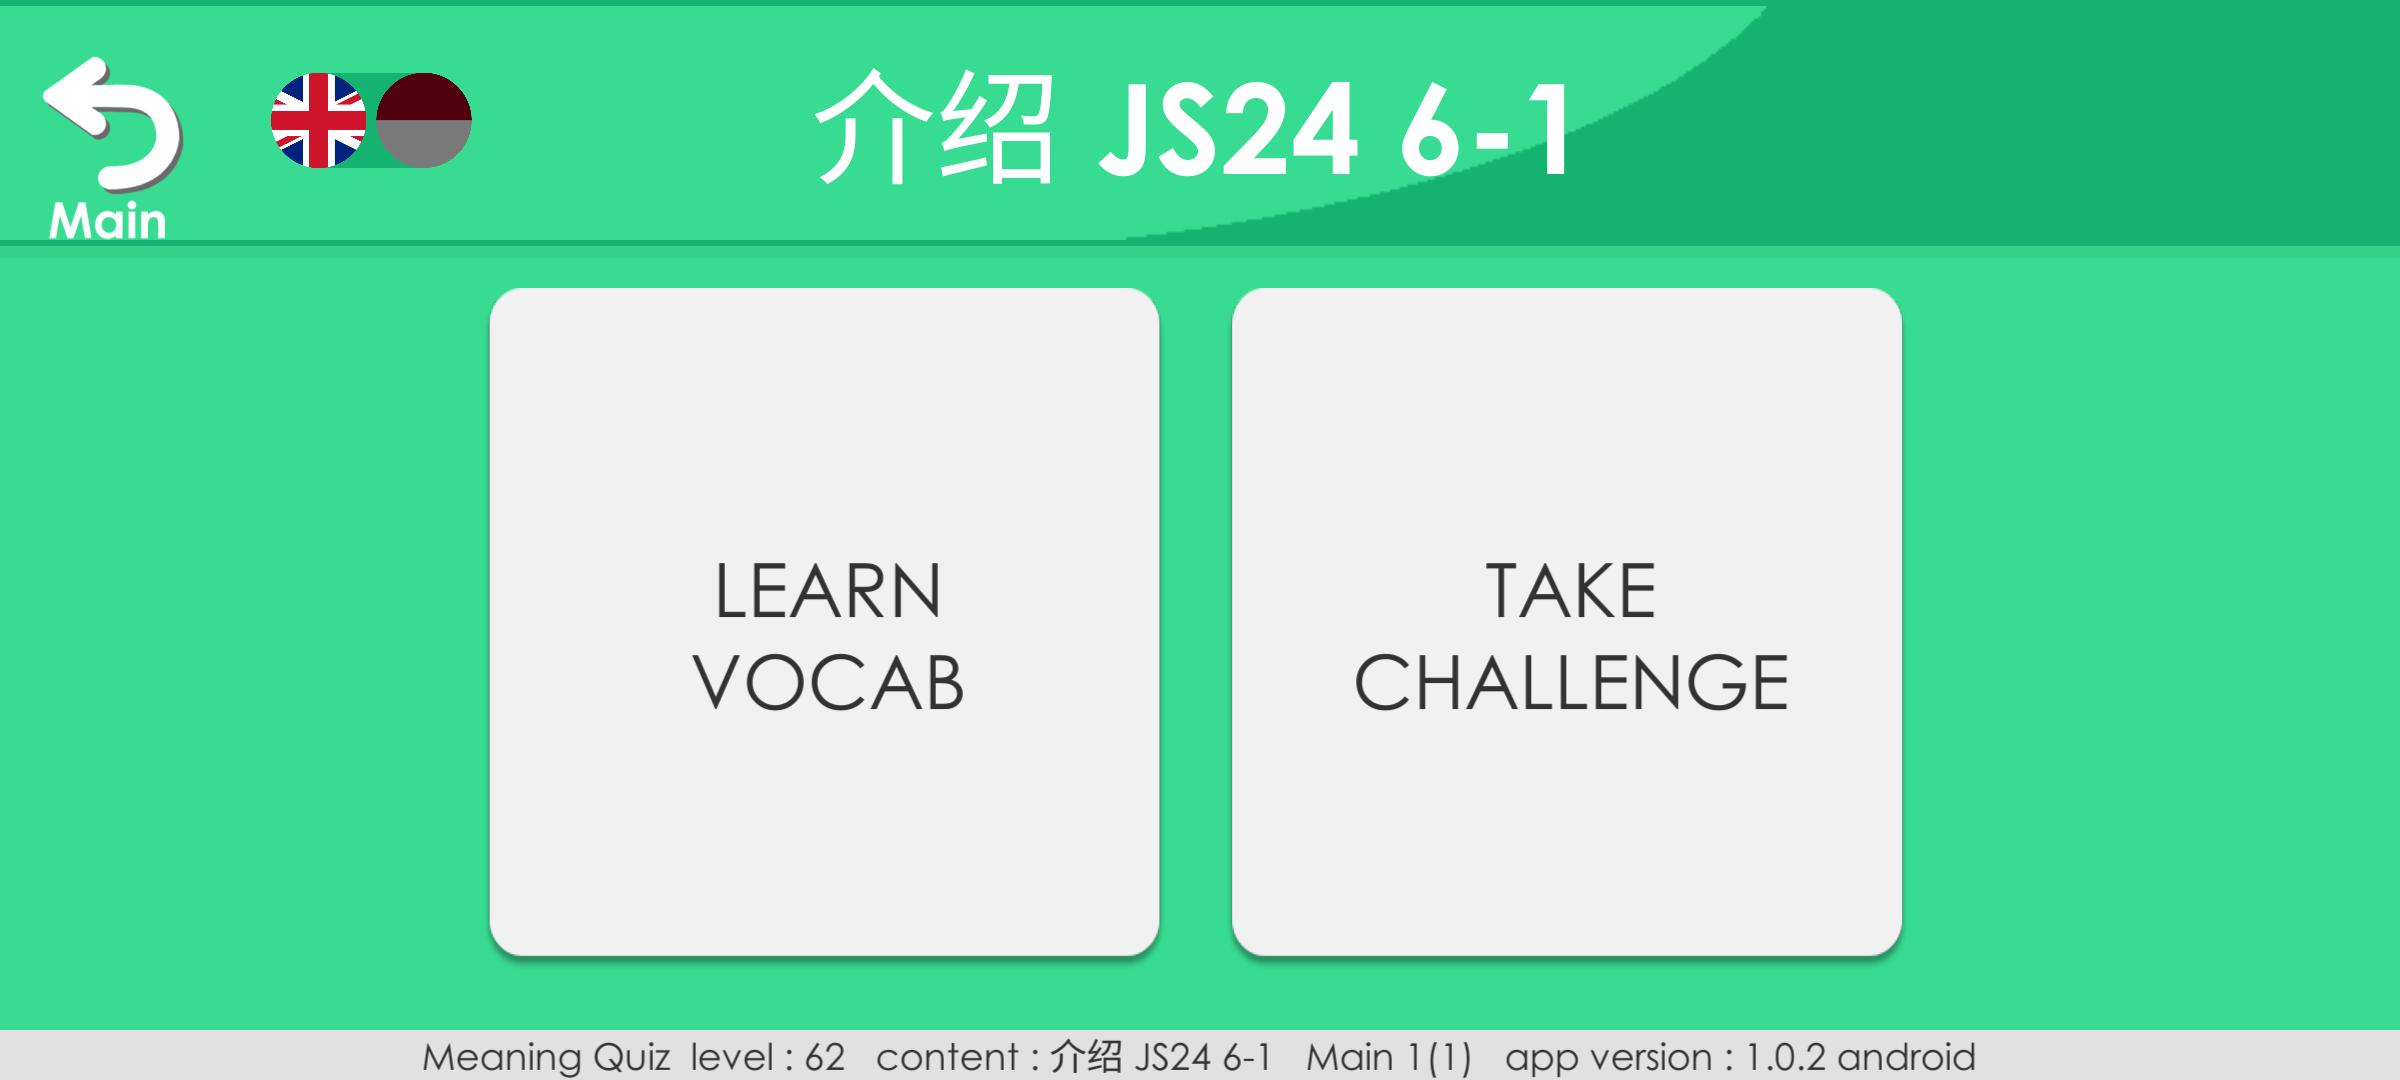 介绍 JS24 6-1
Main
LEARN
VOCAB
TAKE
CHALLENGE
Meaning Quiz level : 62 content : 介绍 JS24 6-1 Main 1(1) app version : 1.0.2 android